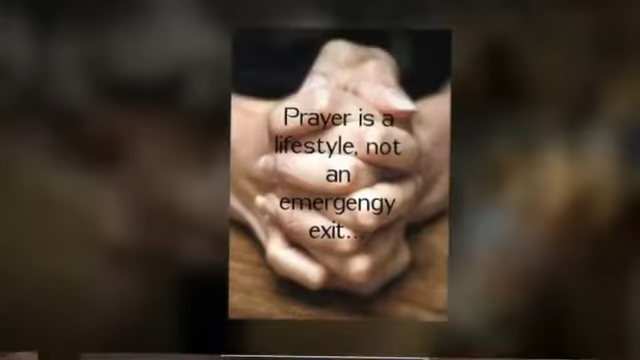 Prayer is a
lifestyle, not
an
emergengy
exit...